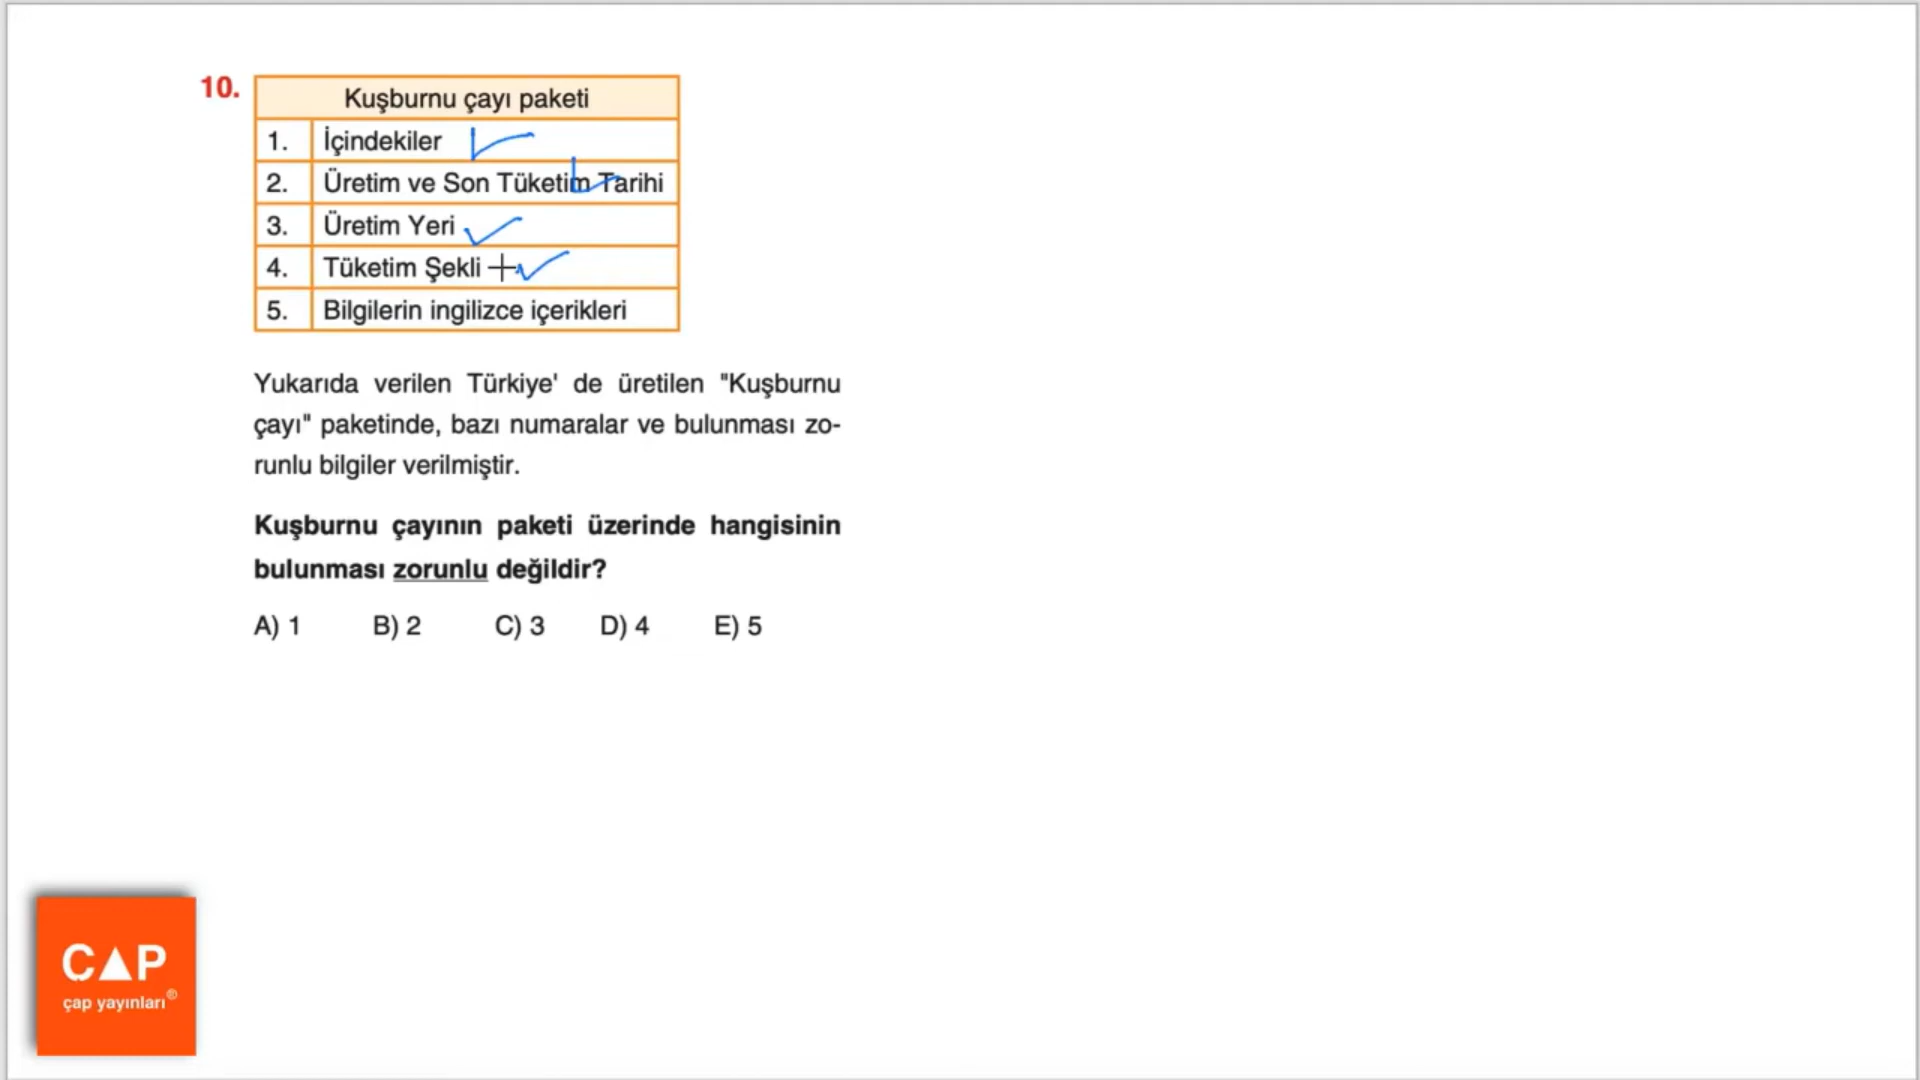 10.
Kuşburnu çayı paketi
1. İçindekiler
2. Üretim ve Son Tüketim Tarihi
3. Üretim Yeri
4. Tüketim Şekli
5. Bilgilerin ingilizce içerikleri
Yukarıda verilen Türkiye' de üretilen "Kuşburnu
çayı" paketinde, bazı numaralar ve bulunması zo-
runlu bilgiler verilmiştir.
Kuşburnu çayının paketi üzerinde hangisinin
bulunması zorunlu değildir?
A) 1 B) 2 C) 3 D) 4 E) 5
ÇAP
çap yayınları®